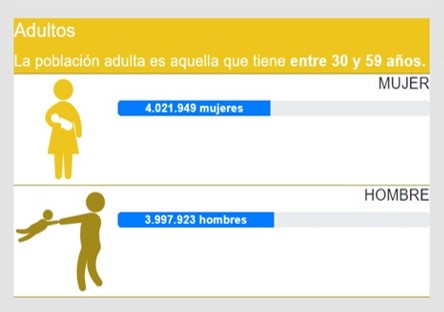 Adultos
La población adulta es aquella que tiene entre 30 y 59 años.
MUJER
4.021.949 mujeres
HOMBRE
3.997.923 hombres